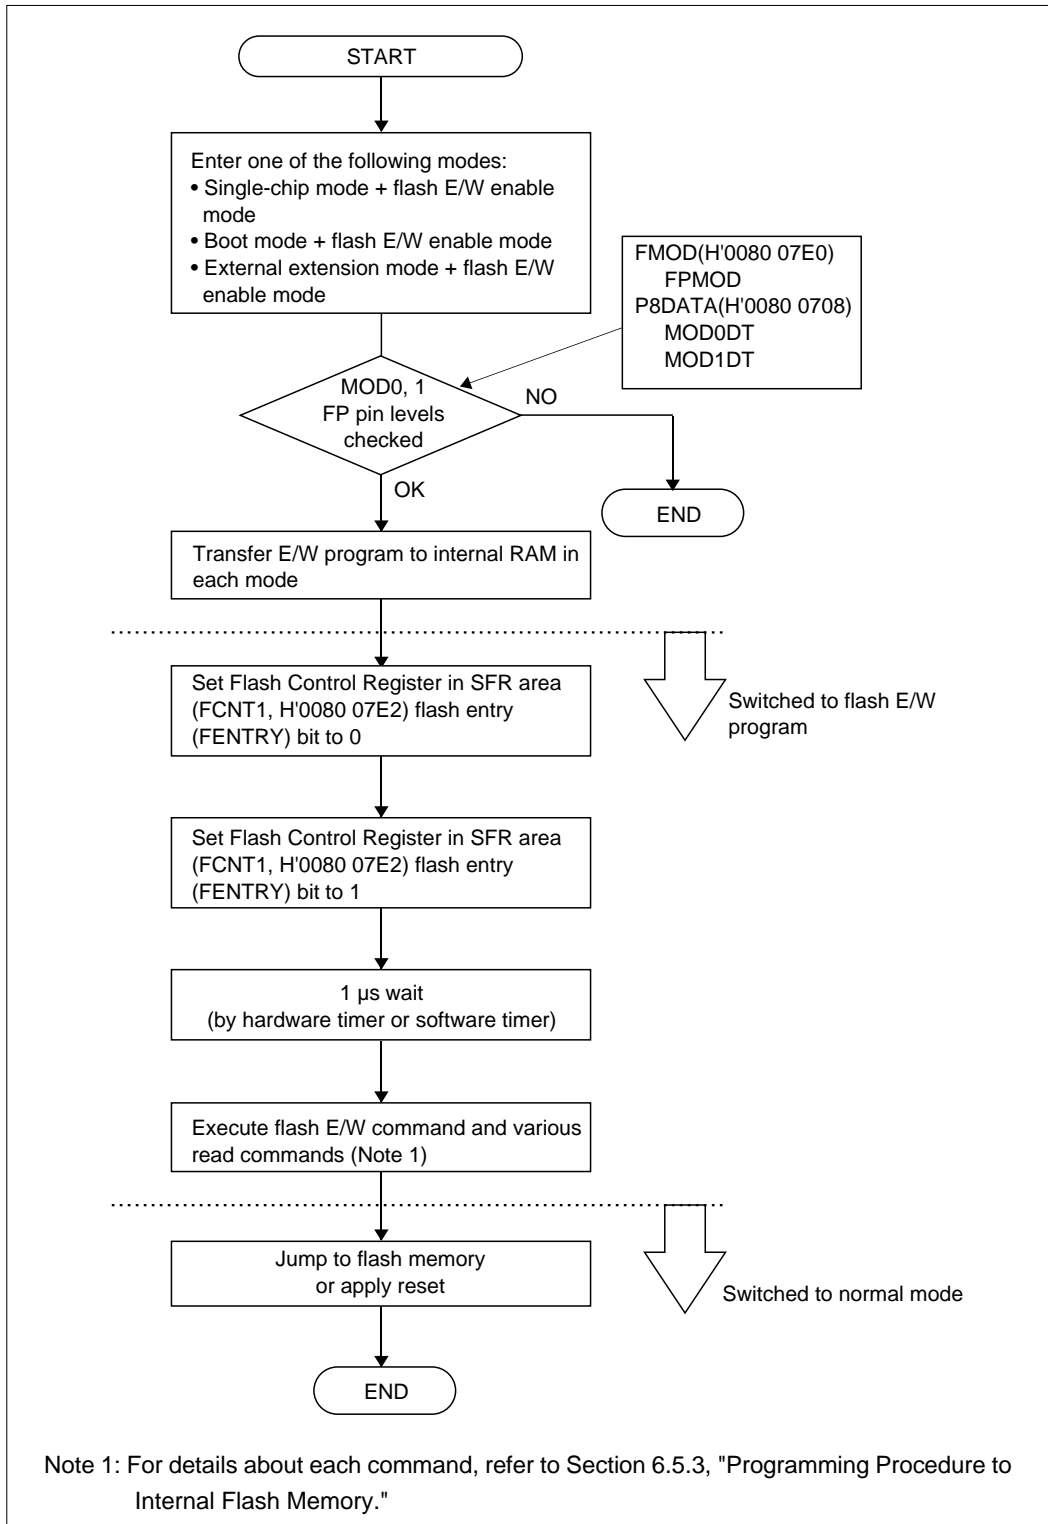 START
Enter one of the following modes:
• Single-chip mode + flash E/W enable
mode
• Boot mode + flash E/W enable mode
• External extension mode + flash E/W
enable mode
FMOD(H'0080 07E0)
FPMOD
P8DATA(H'0080 0708)
MOD0DT
MOD1DT
MOD0, 1
FP pin levels
checked
NO
OK
END
Transfer E/W program to internal RAM in
each mode
Set Flash Control Register in SFR area
(FCNT1, H'0080 07E2) flash entry
(FENTRY) bit to 0
Switched to flash E/W
program
Set Flash Control Register in SFR area
(FCNT1, H'0080 07E2) flash entry
(FENTRY) bit to 1
1 µs wait
(by hardware timer or software timer)
Execute flash E/W command and various
read commands (Note 1)
Jump to flash memory
or apply reset
Switched to normal mode
END
Note 1: For details about each command, refer to Section 6.5.3, "Programming Procedure to
Internal Flash Memory."